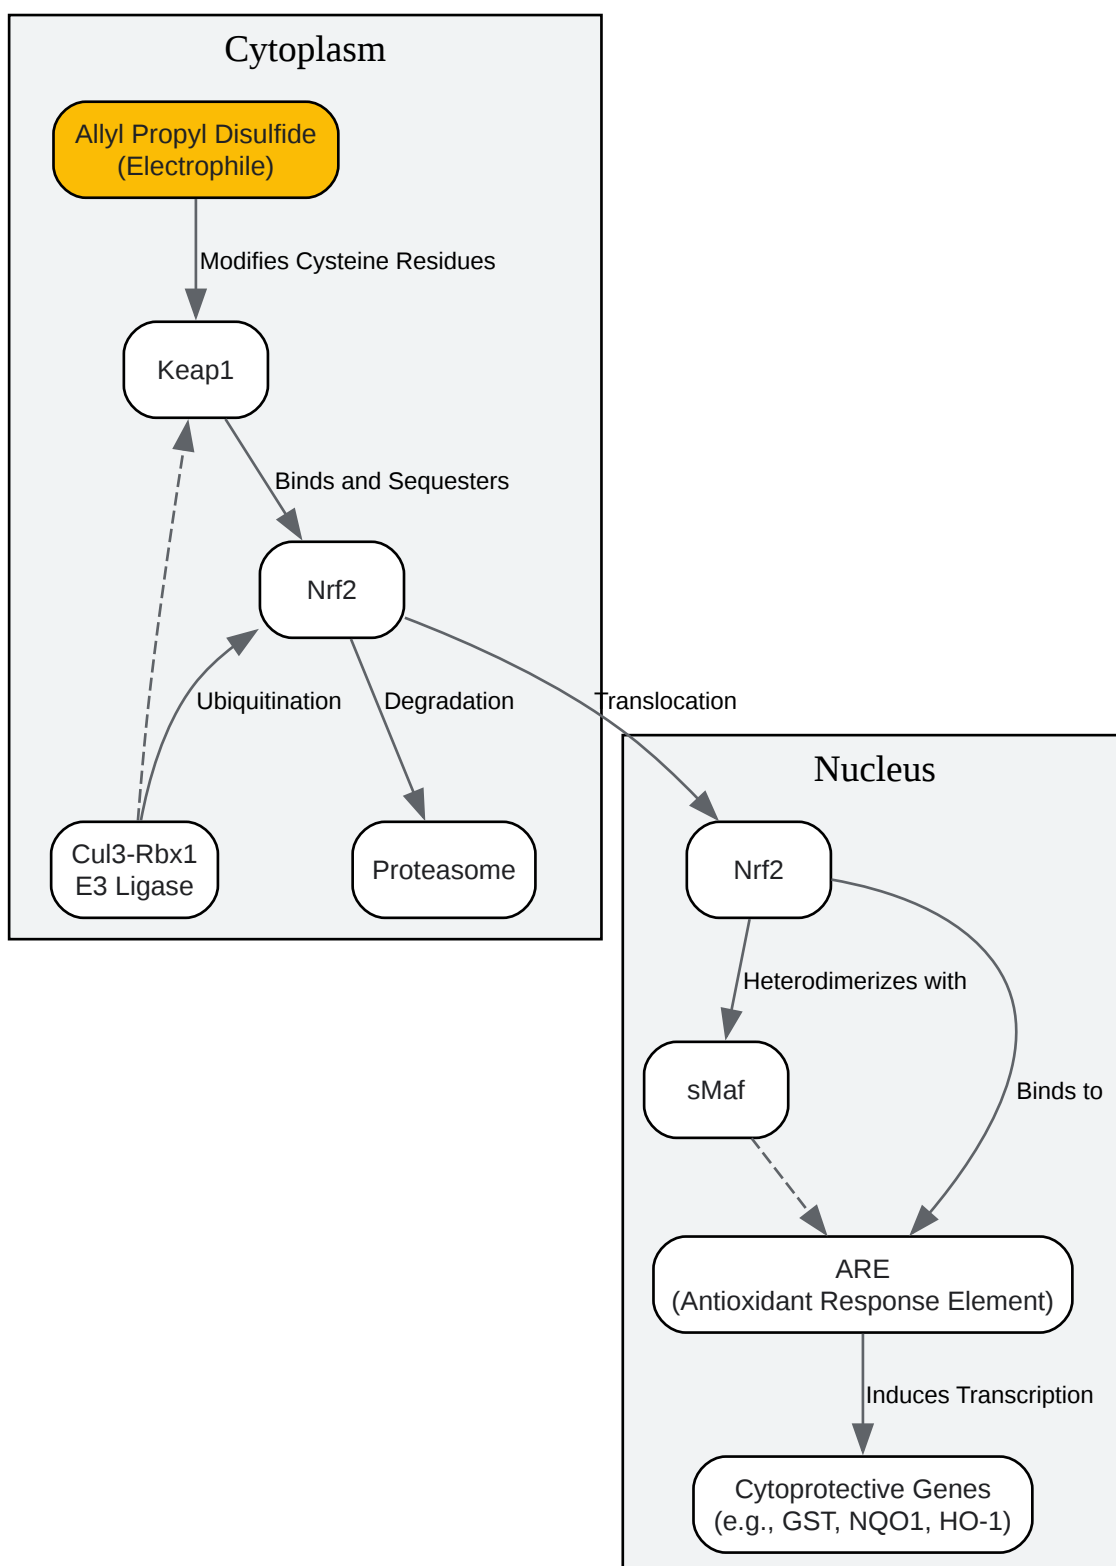 Cytoplasm
Allyl Propyl Disulfide
(Electrophile)
Modifies Cysteine Residues
Keap1
Binds and Sequesters
Nrf2
Ubiquitination
Degradation
Translocation
Cul3-Rbx1
E3 Ligase
Proteasome
Nucleus
Nrf2
Heterodimerizes with
sMaf
Binds to
ARE
(Antioxidant Response Element)
Induces Transcription
Cytoprotective Genes
(e.g., GST, NQO1, HO-1)